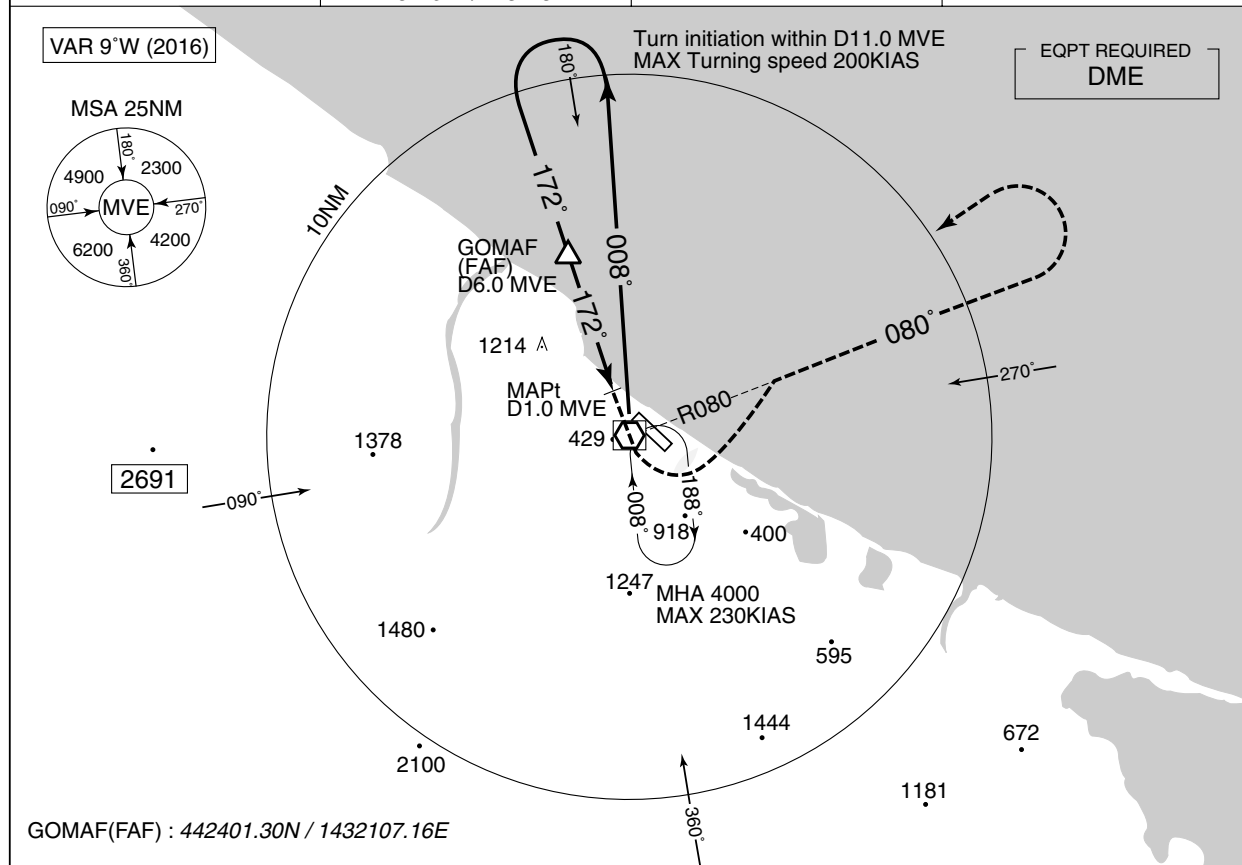 VAR 9°W (2016)
Turn initiation within D11.0 MVE
MAX Turning speed 200KIAS
EQPT REQUIRED
DME
MSA 25NM
180°
4900
2300
090°
MVE
270°
6200
4200
360°
180°
10NM
172°
008°
GOMAF
(FAF)
D6.0 MVE
172°
080°
1214
270°
MAPt
D1.0 MVE
R080
429
1378
2691
090°
188°
008°
918
400
1247
MHA 4000
MAX 230KIAS
1480
595
1444
672
2100
1181
360°
GOMAF(FAF) : 442401.30N / 1432107.16E